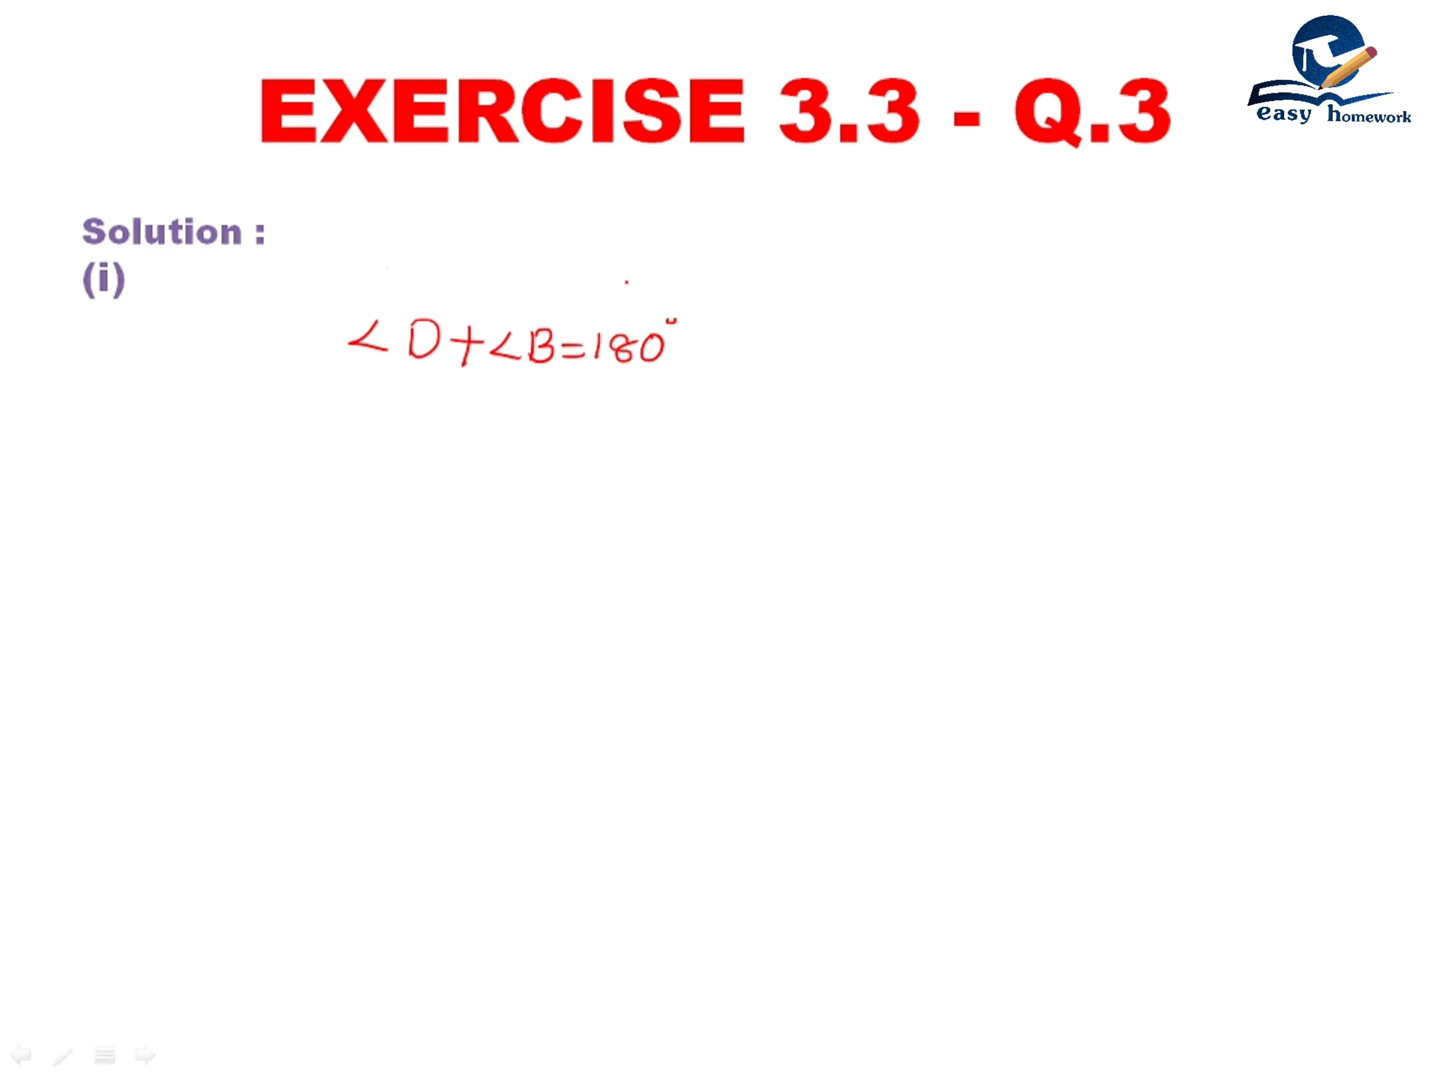 EXERCISE 3.3 - Q.3
easy homework
Solution :
(i)
∠D+∠B=180°